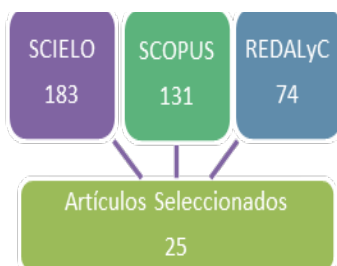 SCIELO
183
SCOPUS
131
REDALyC
74
Artículos Seleccionados
25